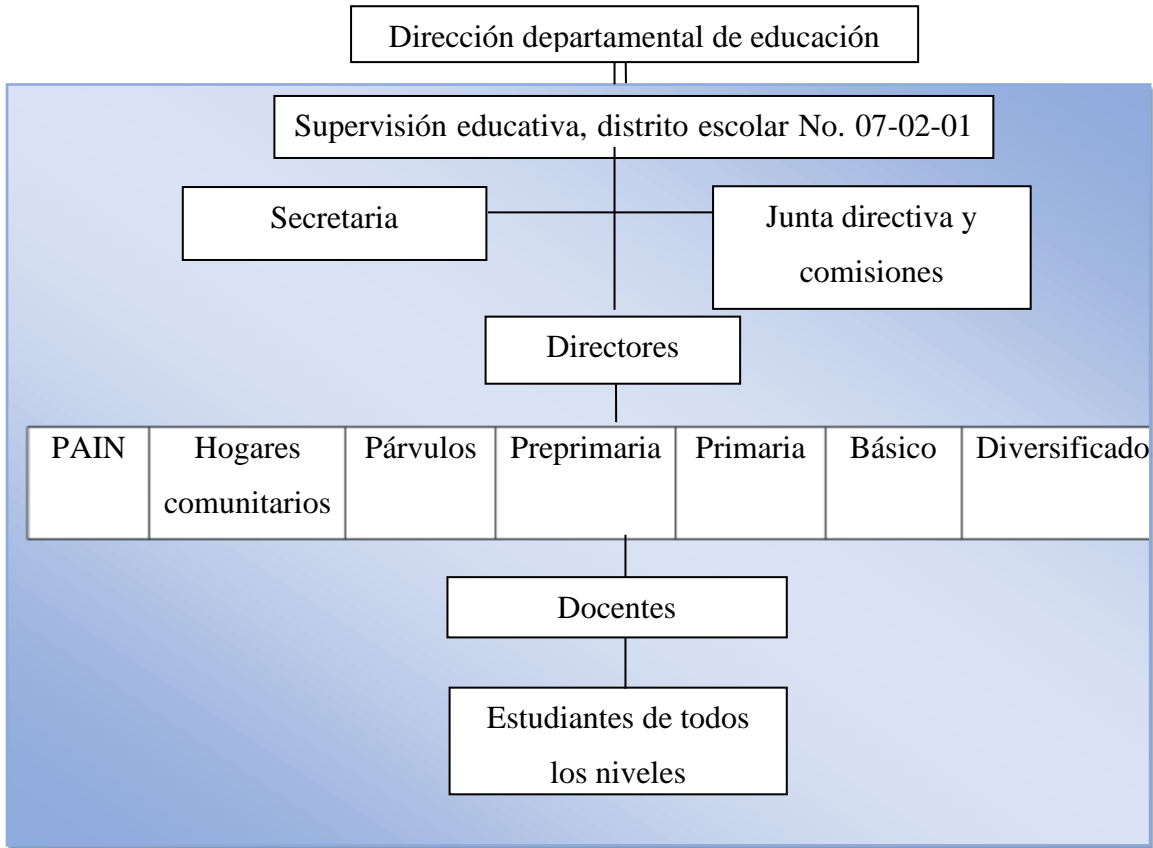 Dirección departamental de educación
Supervisión educativa, distrito escolar No. 07-02-01
Secretaria
Junta directiva y
comisiones
Directores
PAIN
Hogares
comunitarios
Párvulos
Preprimaria
Primaria
Básico
Diversificado
Docentes
Estudiantes de todos
los niveles